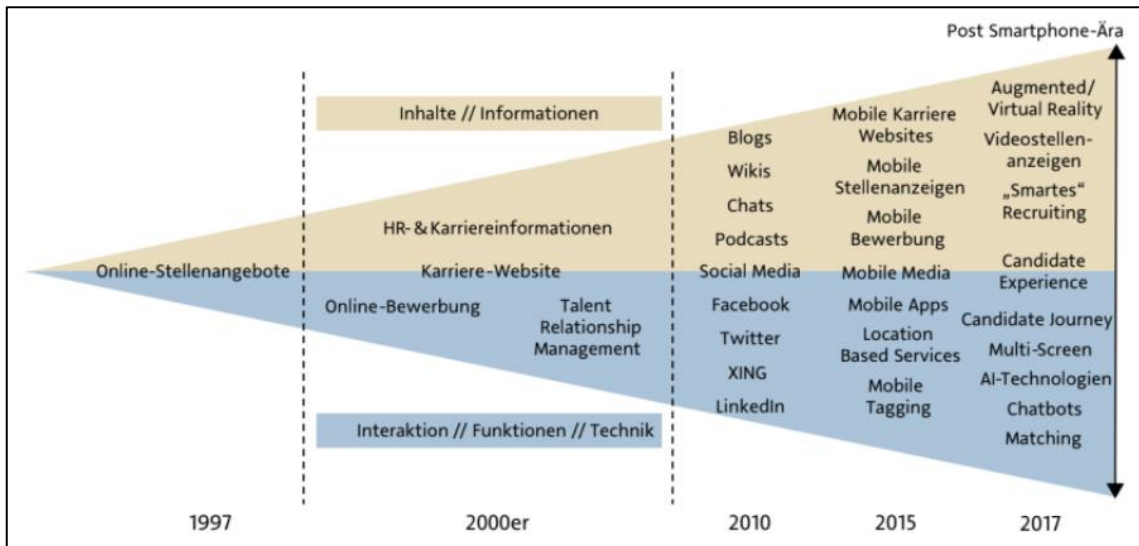 Post Smartphone-Ära
Inhalte // Informationen
HR- & Karriereinformationen
Online-Stellenangebote
Karriere-Website
Online-Bewerbung
Talent
Relationship
Management
Interaktion // Funktionen // Technik
Blogs
Wikis
Chats
Podcasts
Social Media
Facebook
Twitter
XING
LinkedIn
Mobile Karriere
Websites
Mobile
Stellenanzeigen
Mobile
Bewerbung
Mobile Media
Mobile Apps
Location
Based Services
Mobile
Tagging
Augmented/
Virtual Reality
Videostellen-
anzeigen
„Smartes“
Recruiting
Candidate
Experience
Candidate Journey
Multi-Screen
AI-Technologien
Chatbots
Matching
1997
2000er
2010
2015
2017